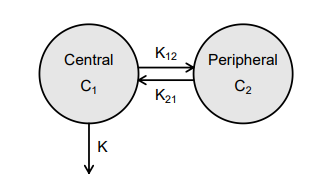 Central
C₁
K₁₂
K₂₁
Peripheral
C₂
K